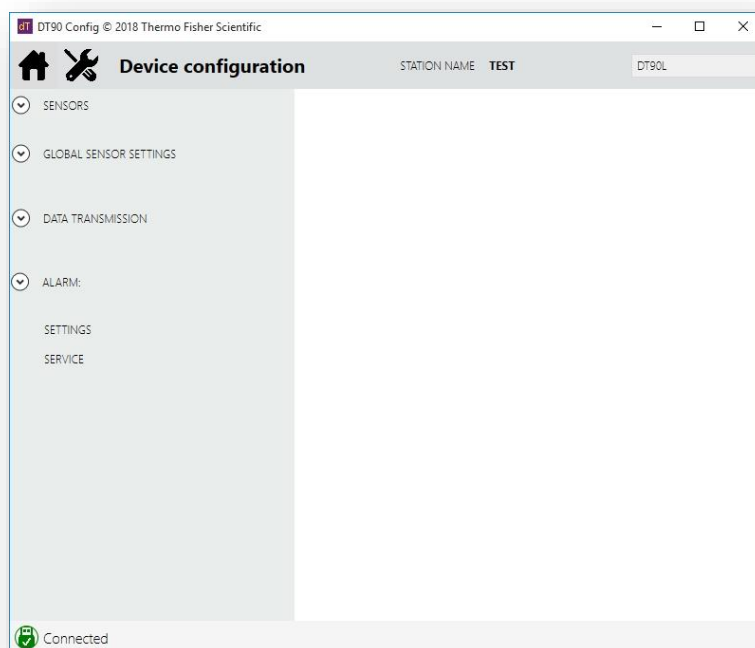 dT DT90 Config © 2018 Thermo Fisher Scientific
Device configuration STATION NAME TEST DT90L
SENSORS
GLOBAL SENSOR SETTINGS
DATA TRANSMISSION
ALARM:
SETTINGS
SERVICE
Connected